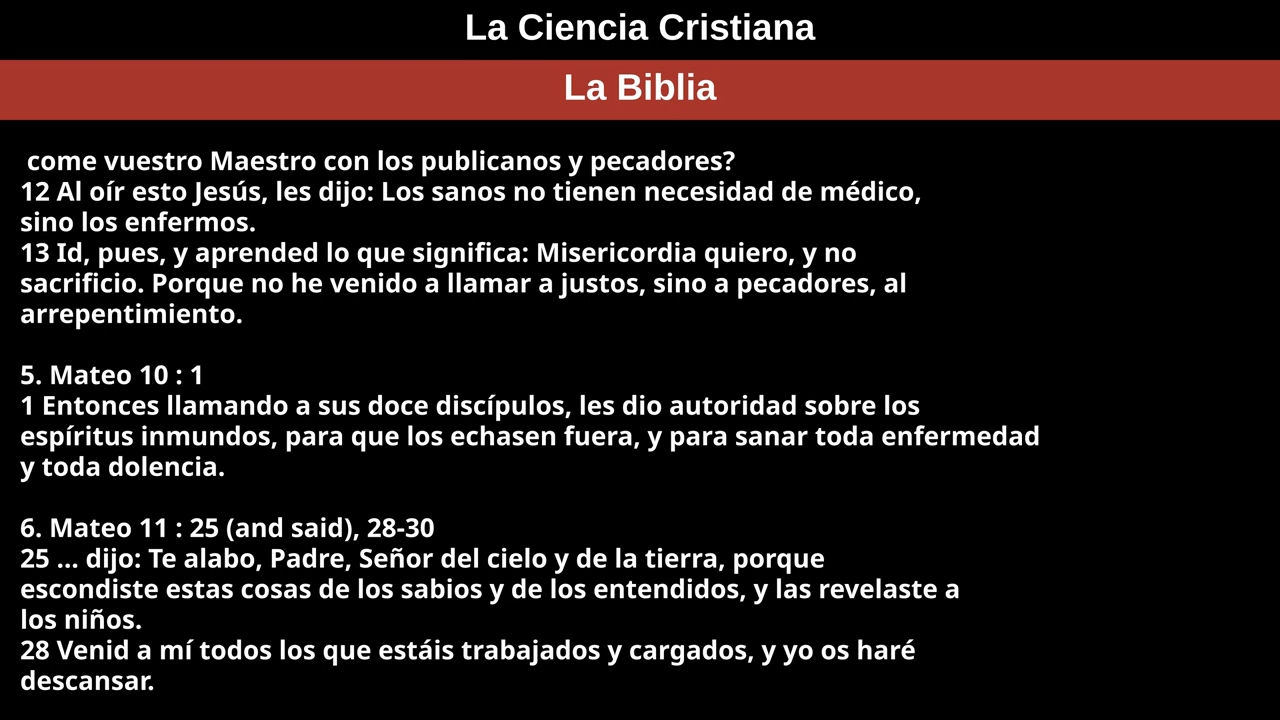 La Ciencia Cristiana
La Biblia
come vuestro Maestro con los publicanos y pecadores?
12 Al oír esto Jesús, les dijo: Los sanos no tienen necesidad de médico,
sino los enfermos.
13 Id, pues, y aprended lo que significa: Misericordia quiero, y no
sacrificio. Porque no he venido a llamar a justos, sino a pecadores, al
arrepentimiento.
5. Mateo 10 : 1
1 Entonces llamando a sus doce discípulos, les dio autoridad sobre los
espíritus inmundos, para que los echasen fuera, y para sanar toda enfermedad
y toda dolencia.
6. Mateo 11 : 25 (and said), 28-30
25 ... dijo: Te alabo, Padre, Señor del cielo y de la tierra, porque
escondiste estas cosas de los sabios y de los entendidos, y las revelaste a
los niños.
28 Venid a mí todos los que estáis trabajados y cargados, y yo os haré
descansar.